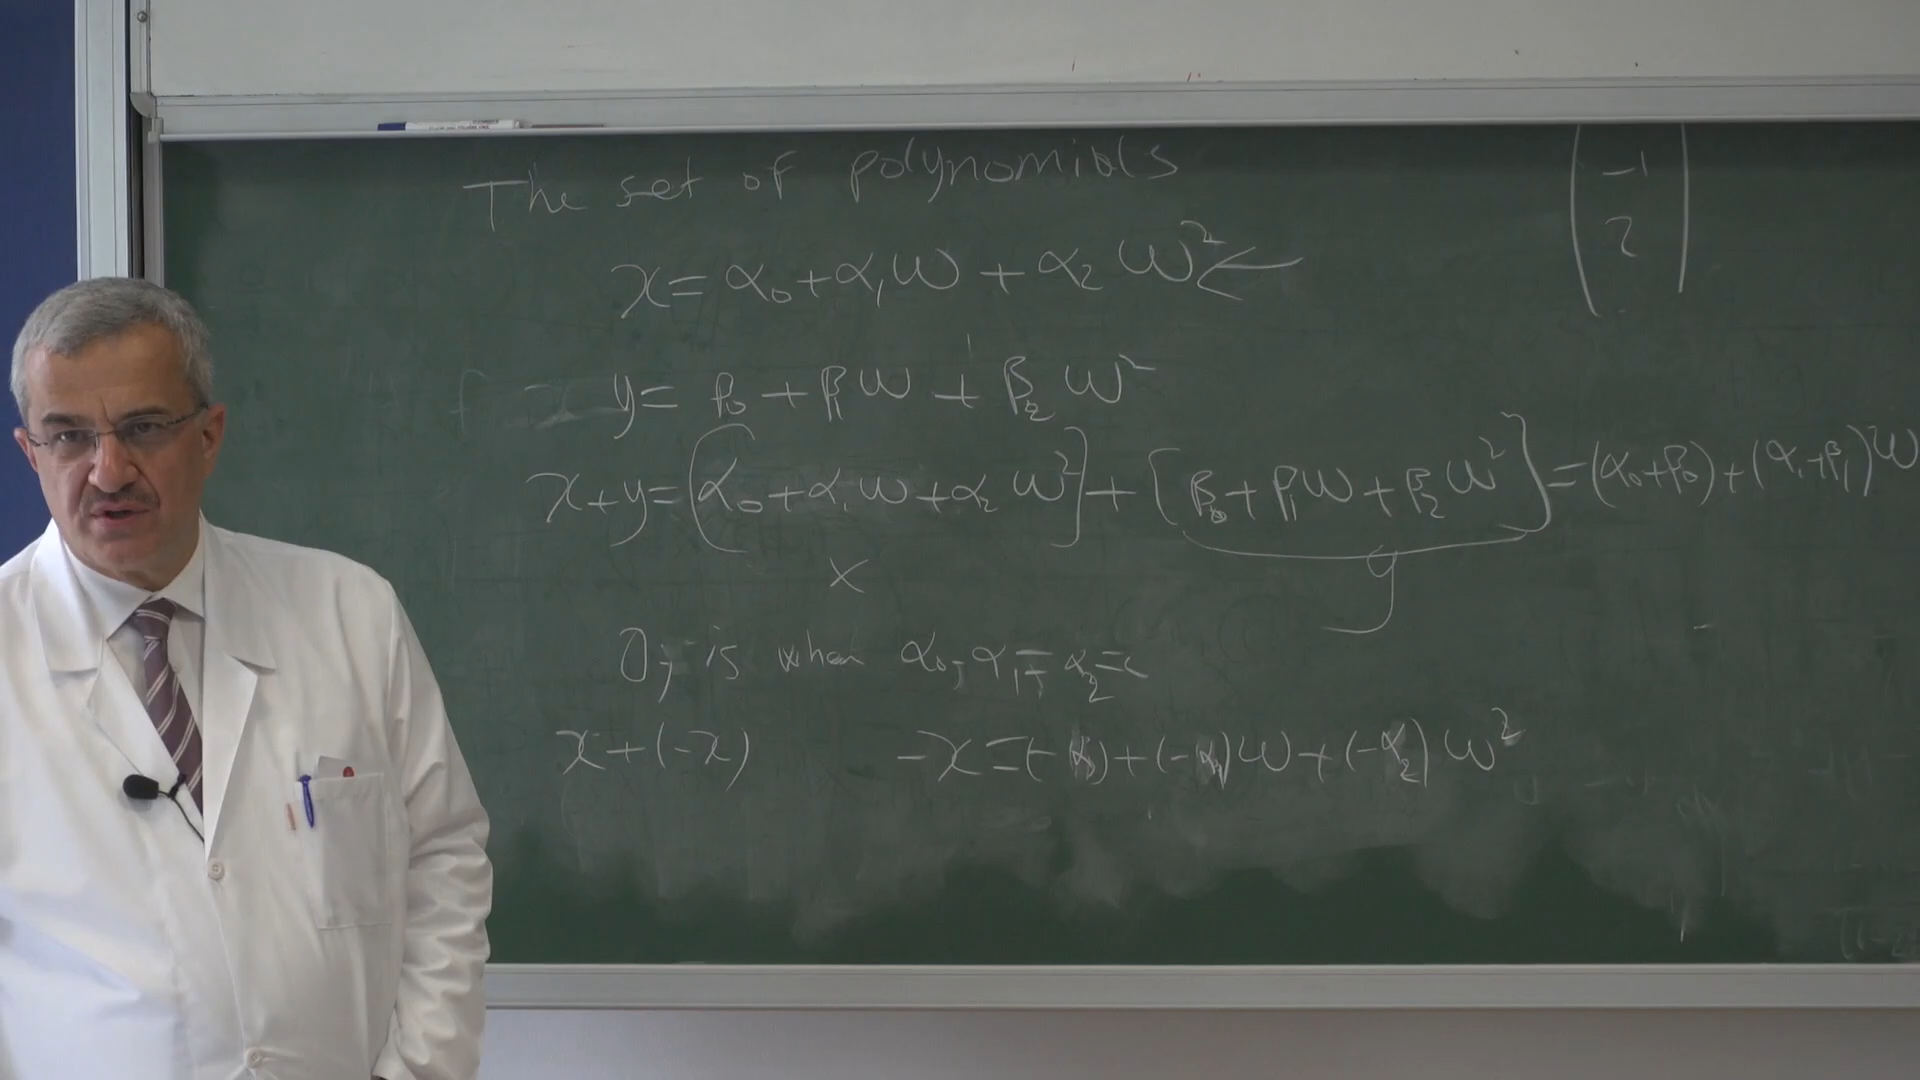 The set of polynomials
x = α₀ + α₁ω + α₂ω² ←
y = β₀ + β₁ω + β₂ω²
x+y = (α₀ + α₁ω + α₂ω²] + [β₀ + β₁ω + β₂ω²] = (α₀+β₀) + (α₁+β₁)ω
x y
0, is when α₀, α₁ = α₂ =
x + (-x) -x = (-α₀) + (-α₁)ω + (-α₂)ω²
-1
2